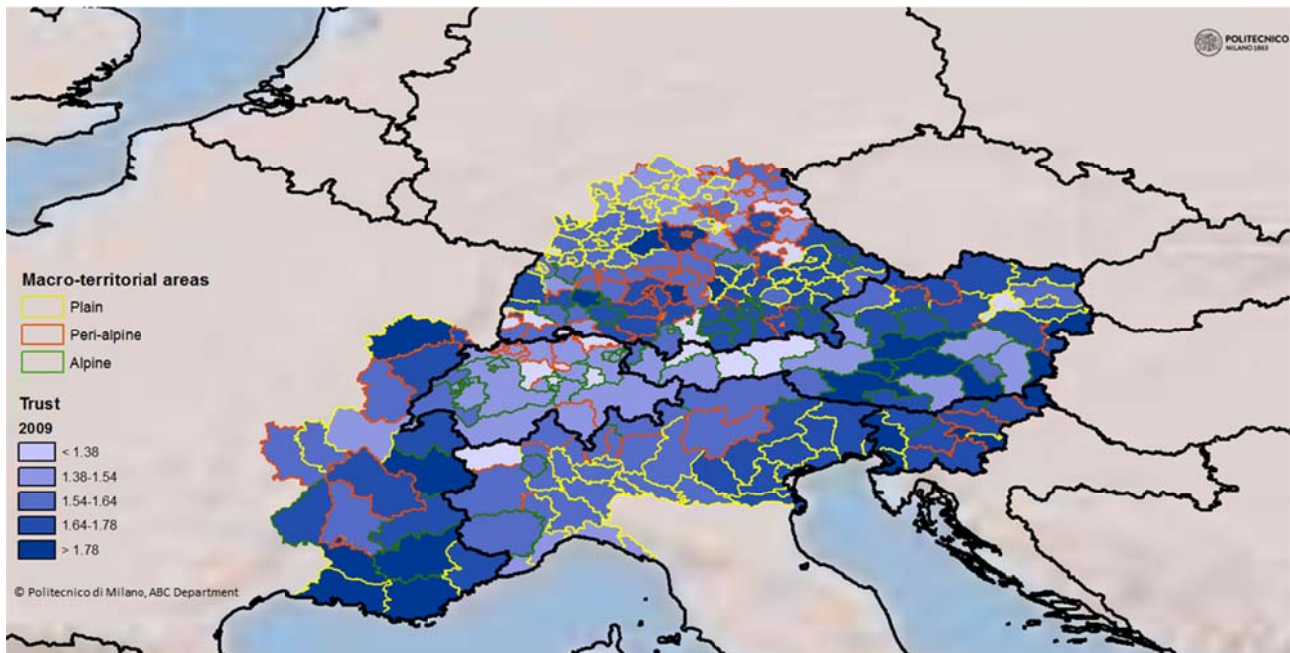 POLITECNICO
MILANO 1863
Macro-territorial areas
Plain
Peri-alpine
Alpine
Trust
2009
< 1.38
1.38-1.54
1.54-1.64
1.64-1.78
> 1.78
© Politecnico di Milano, ABC Department